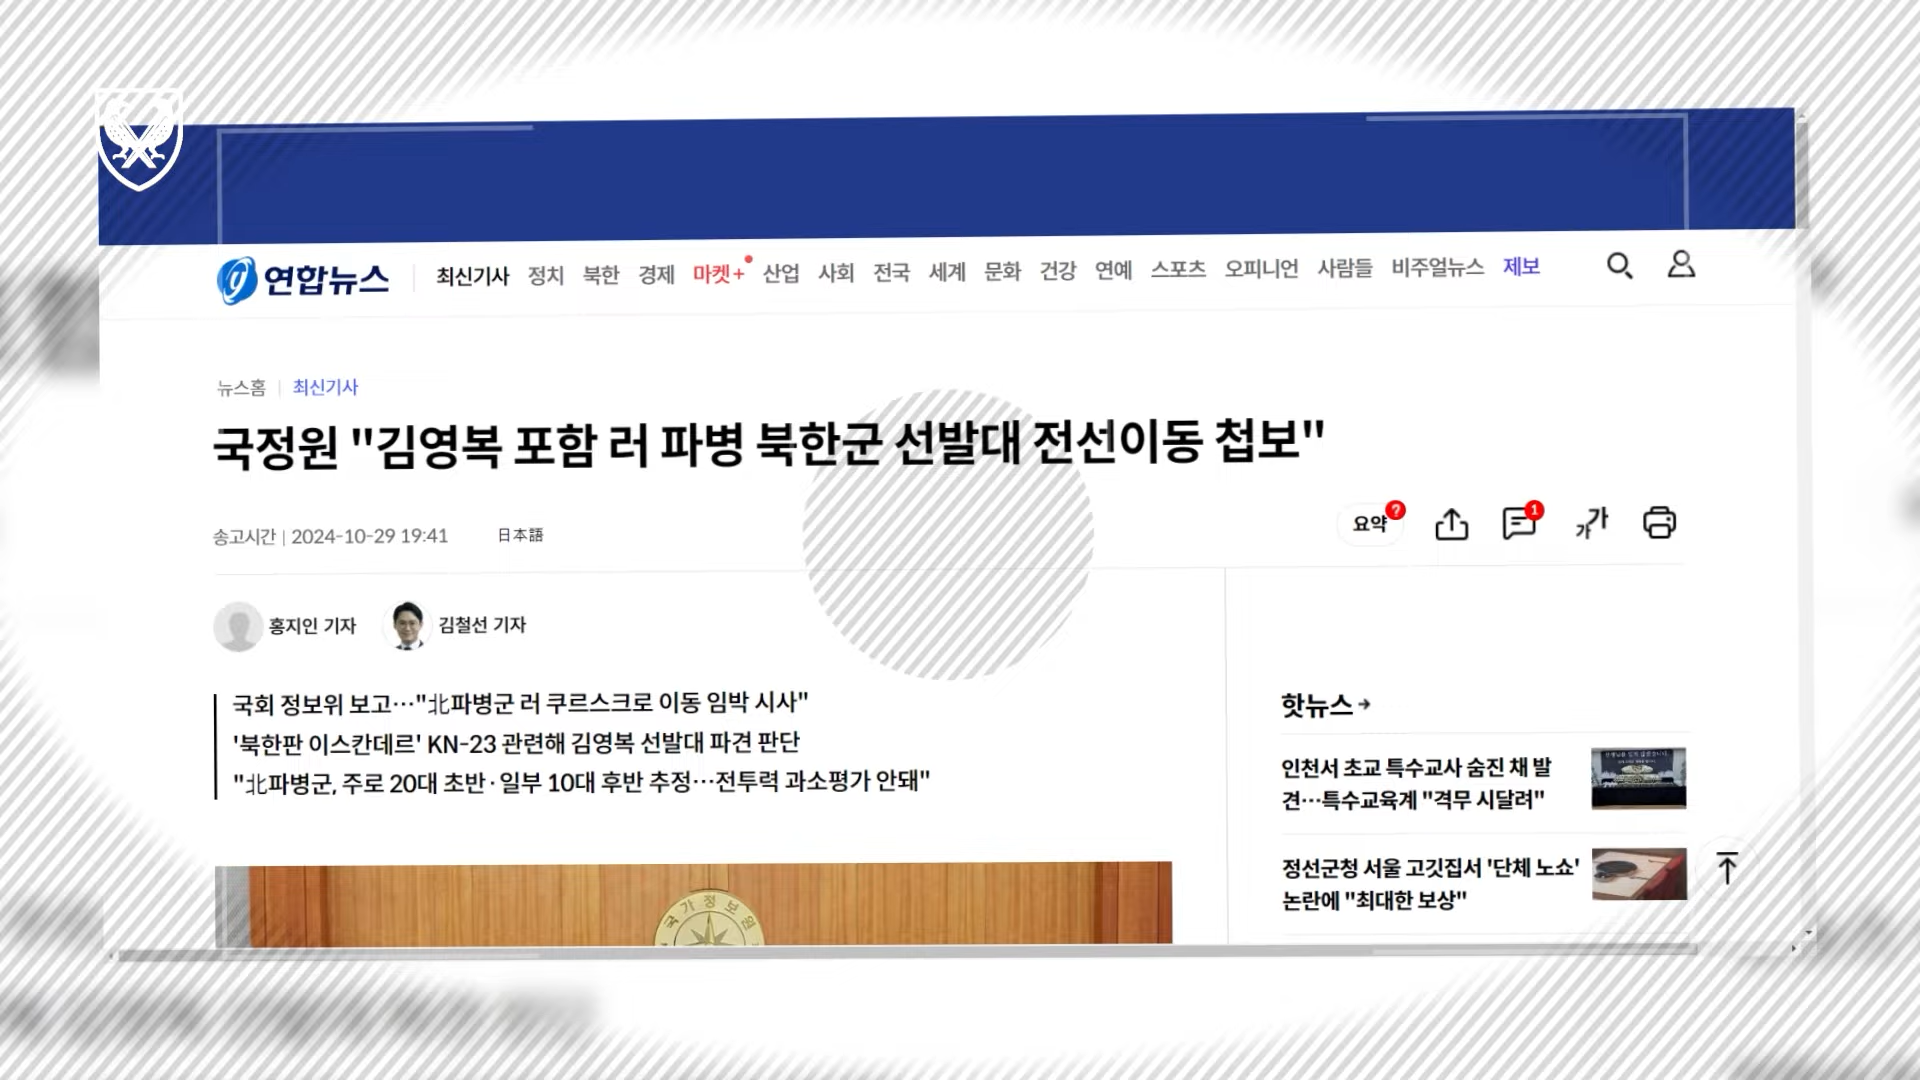 연합뉴스
최신기사 정치 북한 경제 마켓+ 산업 사회 전국 세계 문화 건강 연예 스포츠 오피니언 사람들 비주얼뉴스 제보
뉴스홈 | 최신기사
국정원 "김영복 포함 러 파병 북한군 선발대 전선이동 첩보"
송고시간 | 2024-10-29 19:41 日本語
요약 ? 1 가가
홍지인 기자 김철선 기자
국회 정보위 보고…"北파병군 러 쿠르스크로 이동 임박 시사"
'북한판 이스칸데르' KN-23 관련해 김영복 선발대 파견 판단
"北파병군, 주로 20대 초반·일부 10대 후반 추정…전투력 과소평가 안돼"
국가정보원
핫뉴스
인천서 초교 특수교사 숨진 채 발
견…특수교육계 "격무 시달려"
정선군청 서울 고깃집서 '단체 노쇼'
논란에 "최대한 보상"